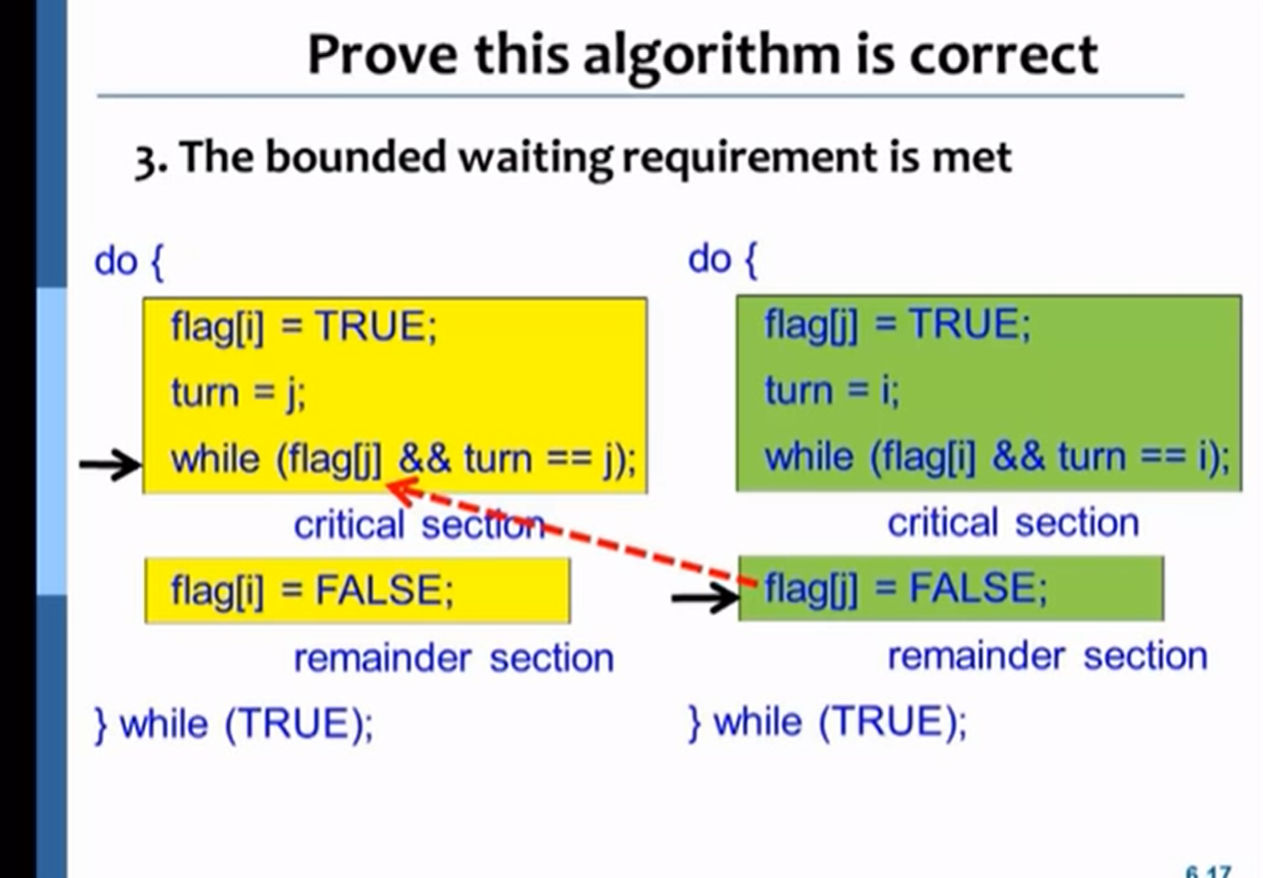 Prove this algorithm is correct
3. The bounded waiting requirement is met
do {
flag[i] = TRUE;
turn = j;
while (flag[j] && turn == j);
critical section
flag[i] = FALSE;
remainder section
} while (TRUE);
do {
flag[j] = TRUE;
turn = i;
while (flag[i] && turn == i);
critical section
flag[j] = FALSE;
remainder section
} while (TRUE);
6.17